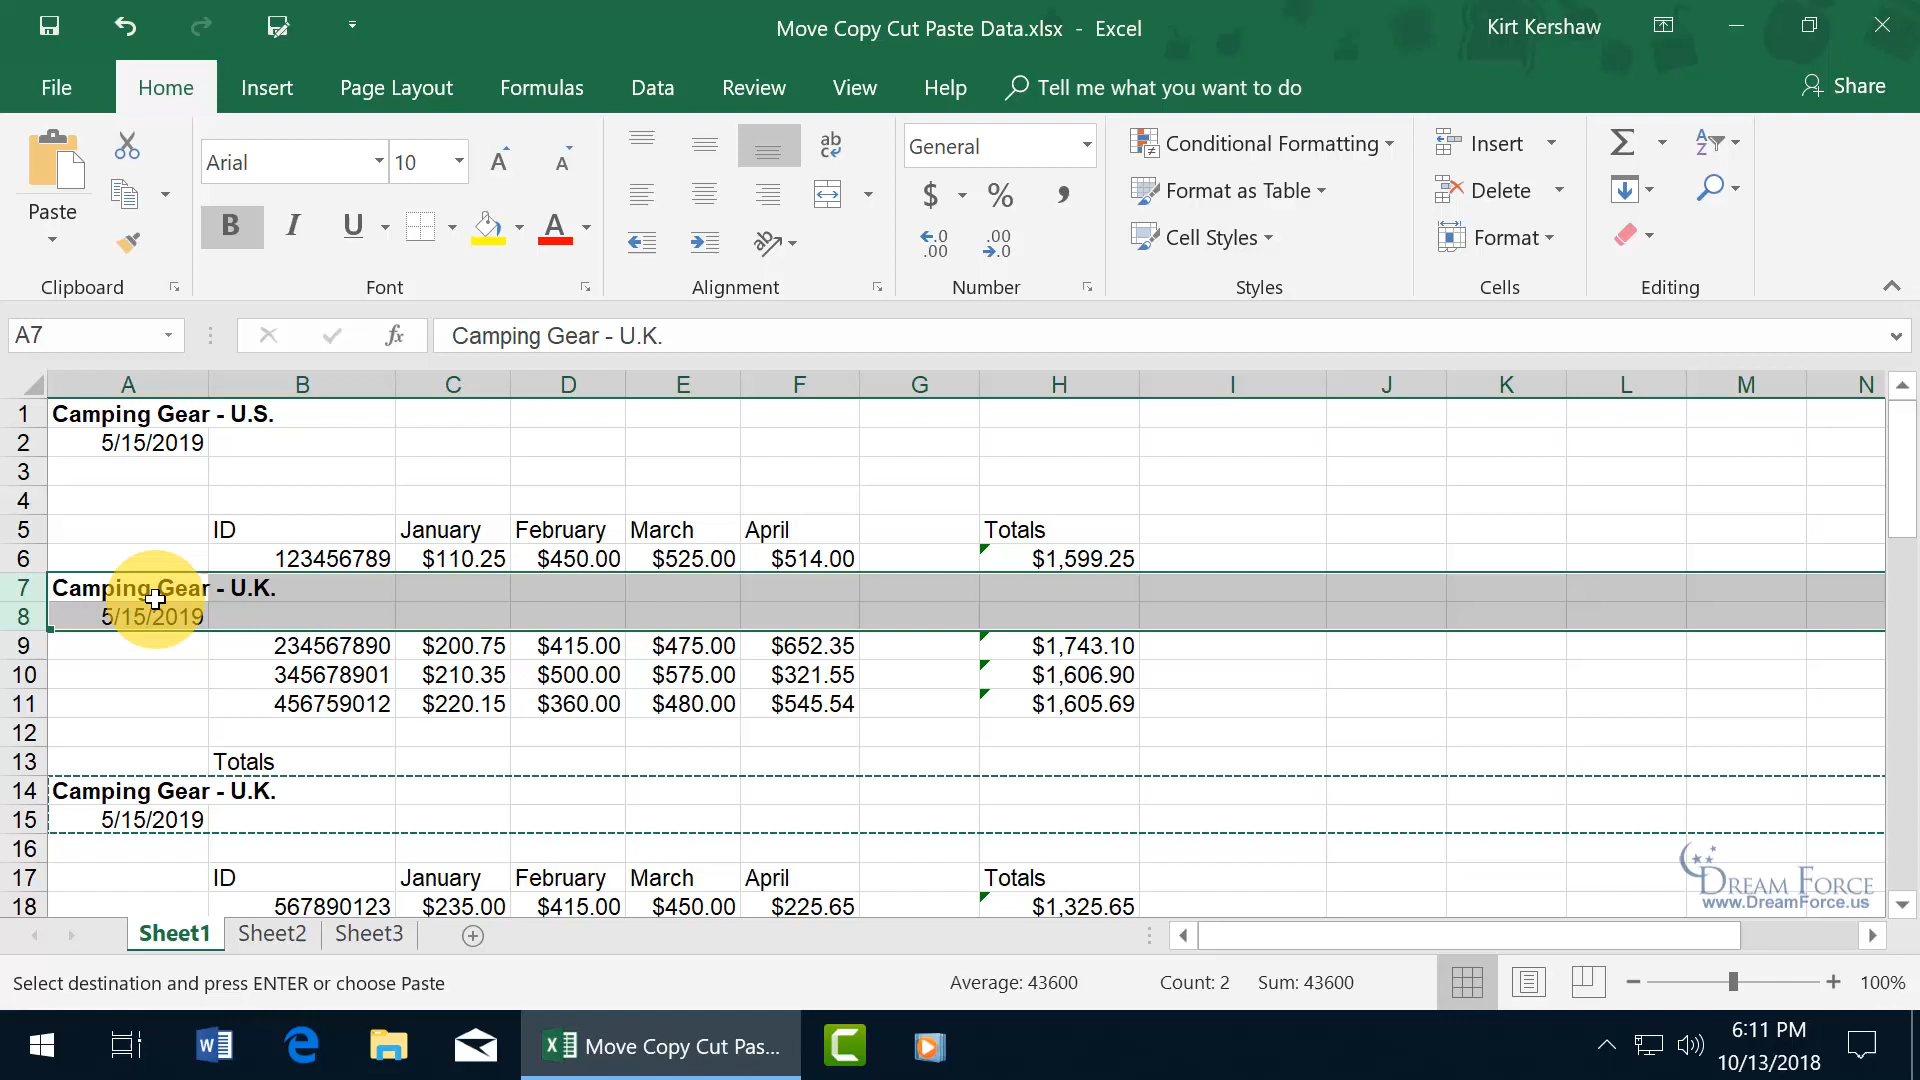 Move Copy Cut Paste Data.xlsx - Excel
Kirt Kershaw
File Home Insert Page Layout Formulas Data Review View Help Tell me what you want to do Share
Arial 10 General Conditional Formatting Insert
Paste Format as Table Delete
Cell Styles Format
Clipboard Font Alignment Number Styles Cells Editing
A7 fx Camping Gear - U.K.
A B C D E F G H I J K L M N
1 Camping Gear - U.S.
2 5/15/2019
3
4
5 ID January February March April Totals
6 123456789 $110.25 $450.00 $525.00 $514.00 $1,599.25
7 Camping Gear - U.K.
8 5/15/2019
9 234567890 $200.75 $415.00 $475.00 $652.35 $1,743.10
10 345678901 $210.35 $500.00 $575.00 $321.55 $1,606.90
11 456759012 $220.15 $360.00 $480.00 $545.54 $1,605.69
12
13 Totals
14 Camping Gear - U.K.
15 5/15/2019
16
17 ID January February March April Totals
18 567890123 $235.00 $415.00 $450.00 $225.65 $1,325.65
DREAM FORCE
www.DreamForce.us
Sheet1 Sheet2 Sheet3
Select destination and press ENTER or choose Paste Average: 43600 Count: 2 Sum: 43600 100%
Move Copy Cut Pas...
6:11 PM
10/13/2018